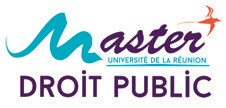 Master
UNIVERSITÉ DE LA RÉUNION
DROIT PUBLIC